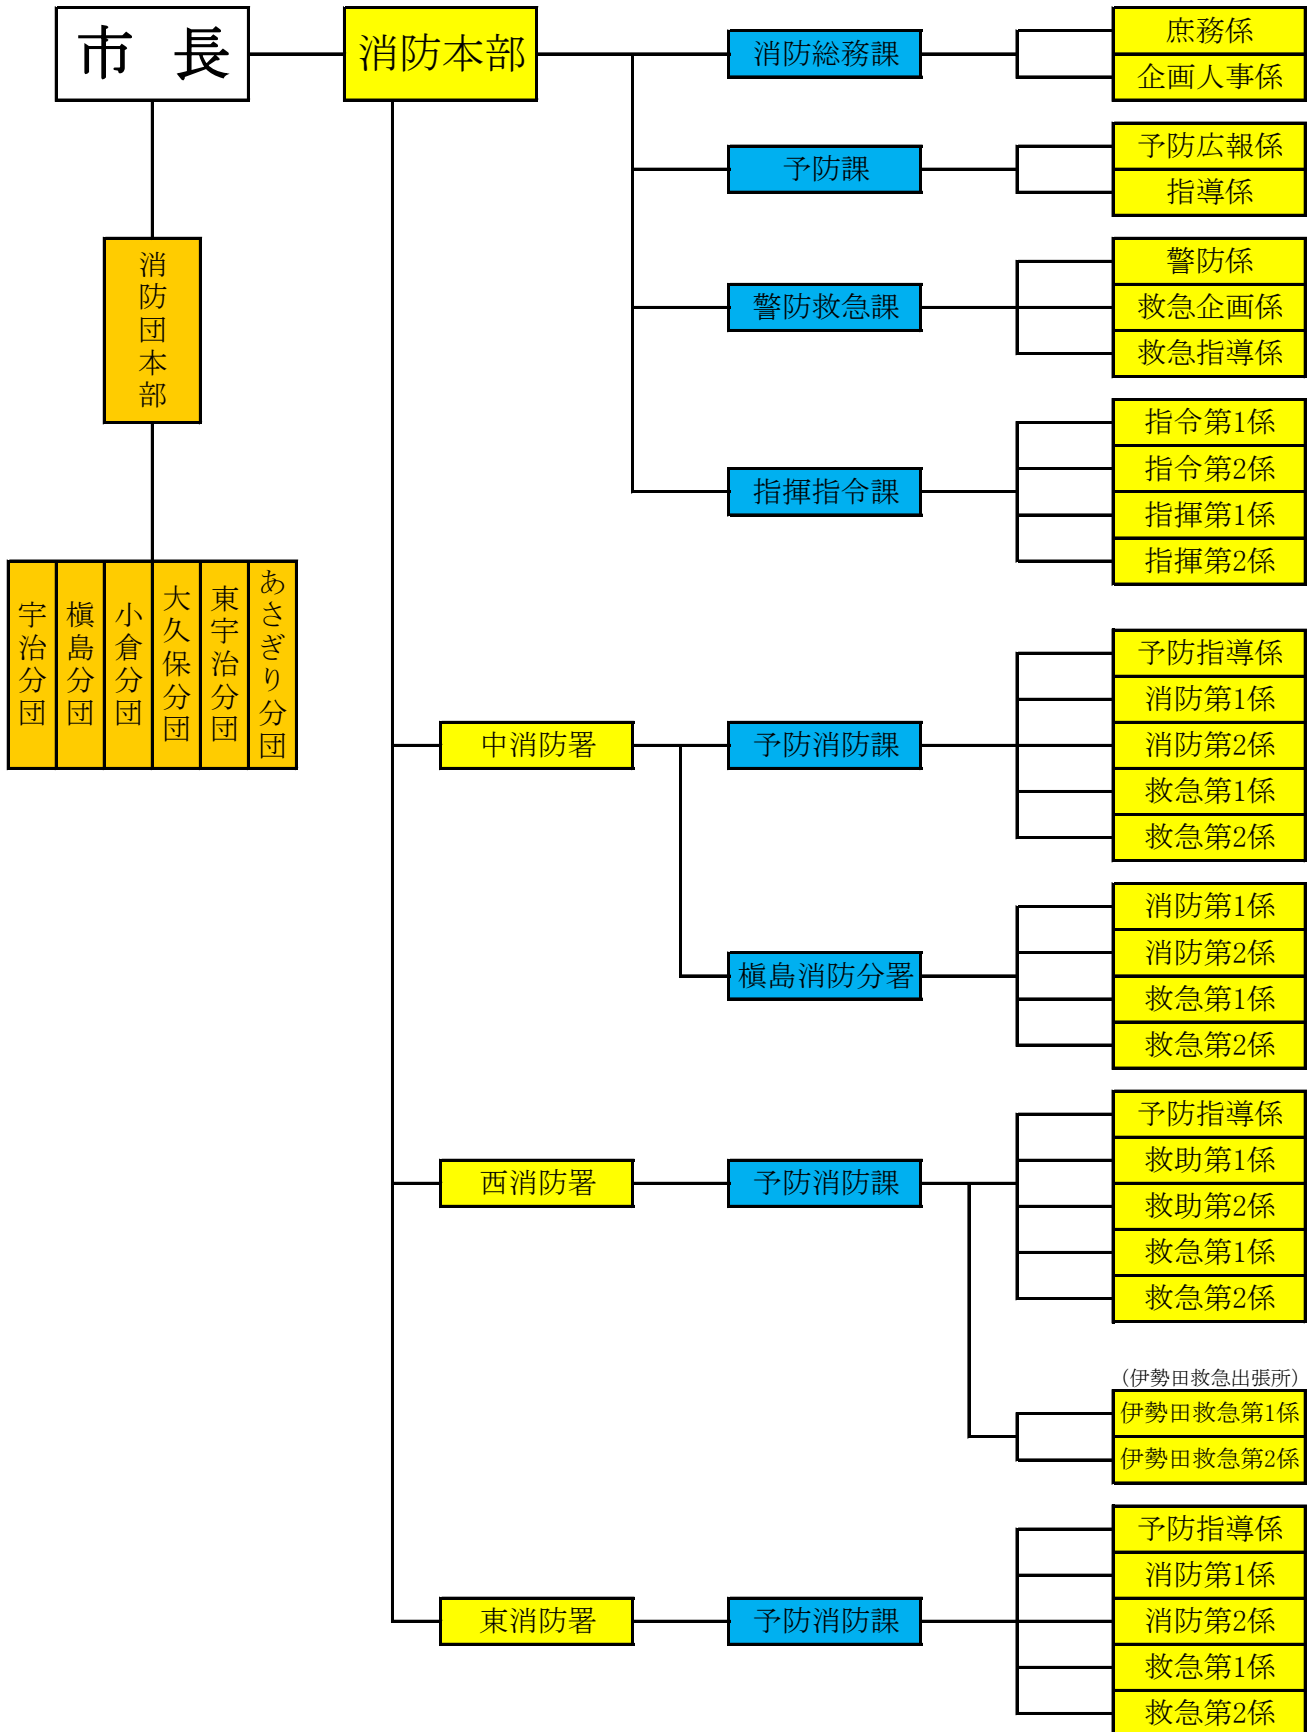 市 長
消防本部
消防総務課
庶務係
企画人事係
予防課
予防広報係
指導係
警防救急課
警防係
救急企画係
救急指導係
指揮指令課
指令第1係
指令第2係
指揮第1係
指揮第2係
消防団本部
宇治分団
槇島分団
小倉分団
大久保分団
東宇治分団
あさぎり分団
中消防署
予防消防課
予防指導係
消防第1係
消防第2係
救急第1係
救急第2係
槇島消防分署
消防第1係
消防第2係
救急第1係
救急第2係
西消防署
予防消防課
予防指導係
救助第1係
救助第2係
救急第1係
救急第2係
（伊勢田救急出張所）
伊勢田救急第1係
伊勢田救急第2係
東消防署
予防消防課
予防指導係
消防第1係
消防第2係
救急第1係
救急第2係